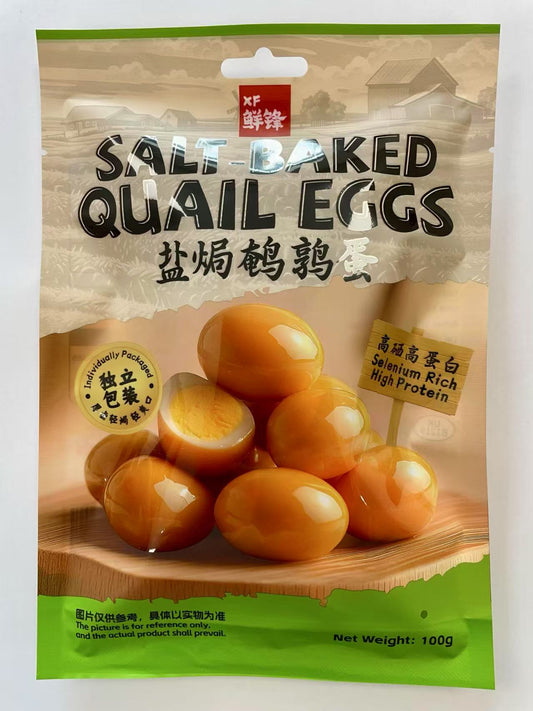 XF
鲜锋
SALT-BAKED
QUAIL EGGS
盐焗鹌鹑蛋
Individually Packaged
独立
包装
高硒高蛋白
Selenium Rich
High Protein
图片仅供参考，具体以实物为准
The picture is for reference only,
and the actual product shall prevail.
Net Weight: 100g